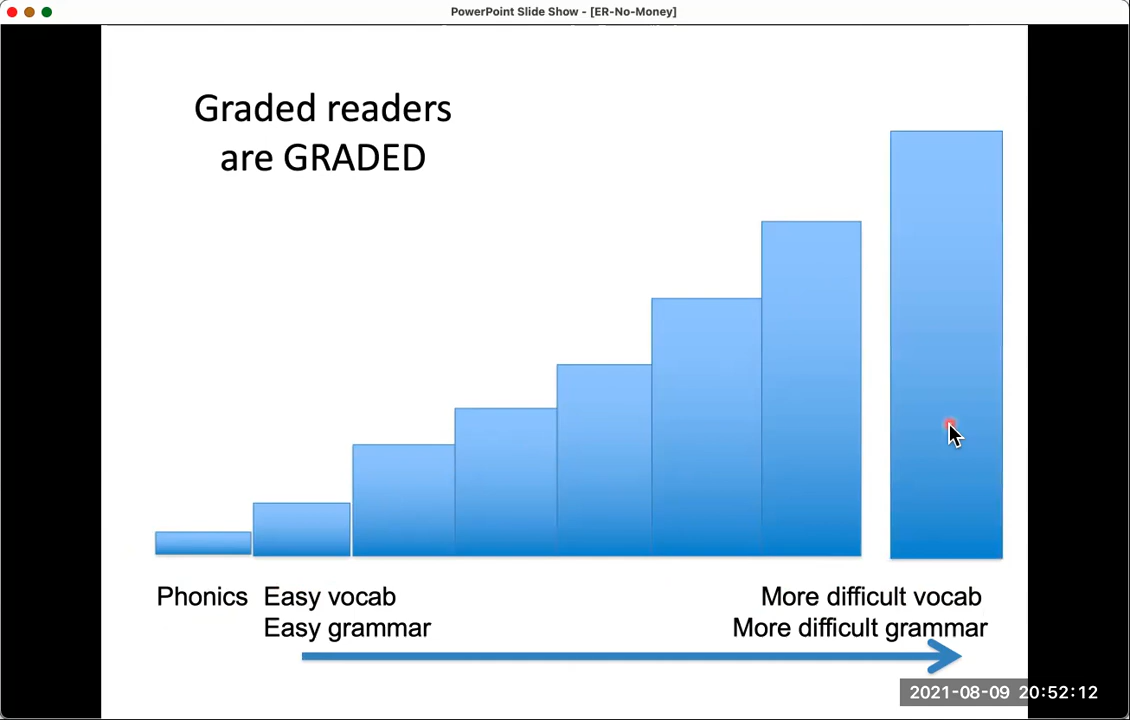 PowerPoint Slide Show - [ER-No-Money]
Graded readers
are GRADED
Phonics Easy vocab
Easy grammar
More difficult vocab
More difficult grammar
2021-08-09 20:52:12